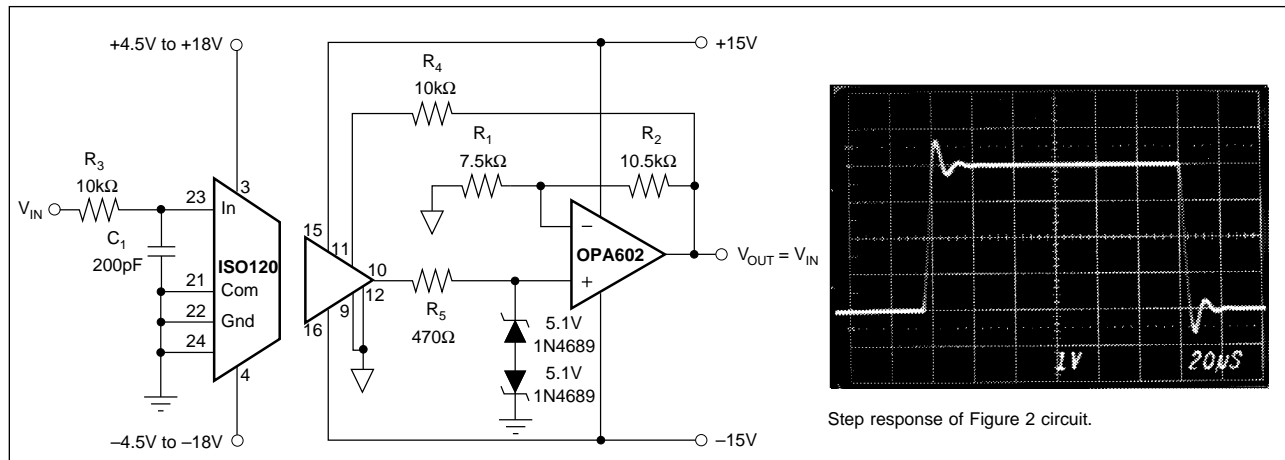 +4.5V to +18V
+15V
R4
10kΩ
R1
7.5kΩ
R2
10.5kΩ
R3
10kΩ
23
3
In
VIN
C1
200pF
ISO120
21
Com
22
Gnd
24
4
–4.5V to –18V
15
11
10
12
9
16
R5
470Ω
–
OPA602
+
VOUT = VIN
5.1V
1N4689
5.1V
1N4689
–15V
1V
20µS
Step response of Figure 2 circuit.